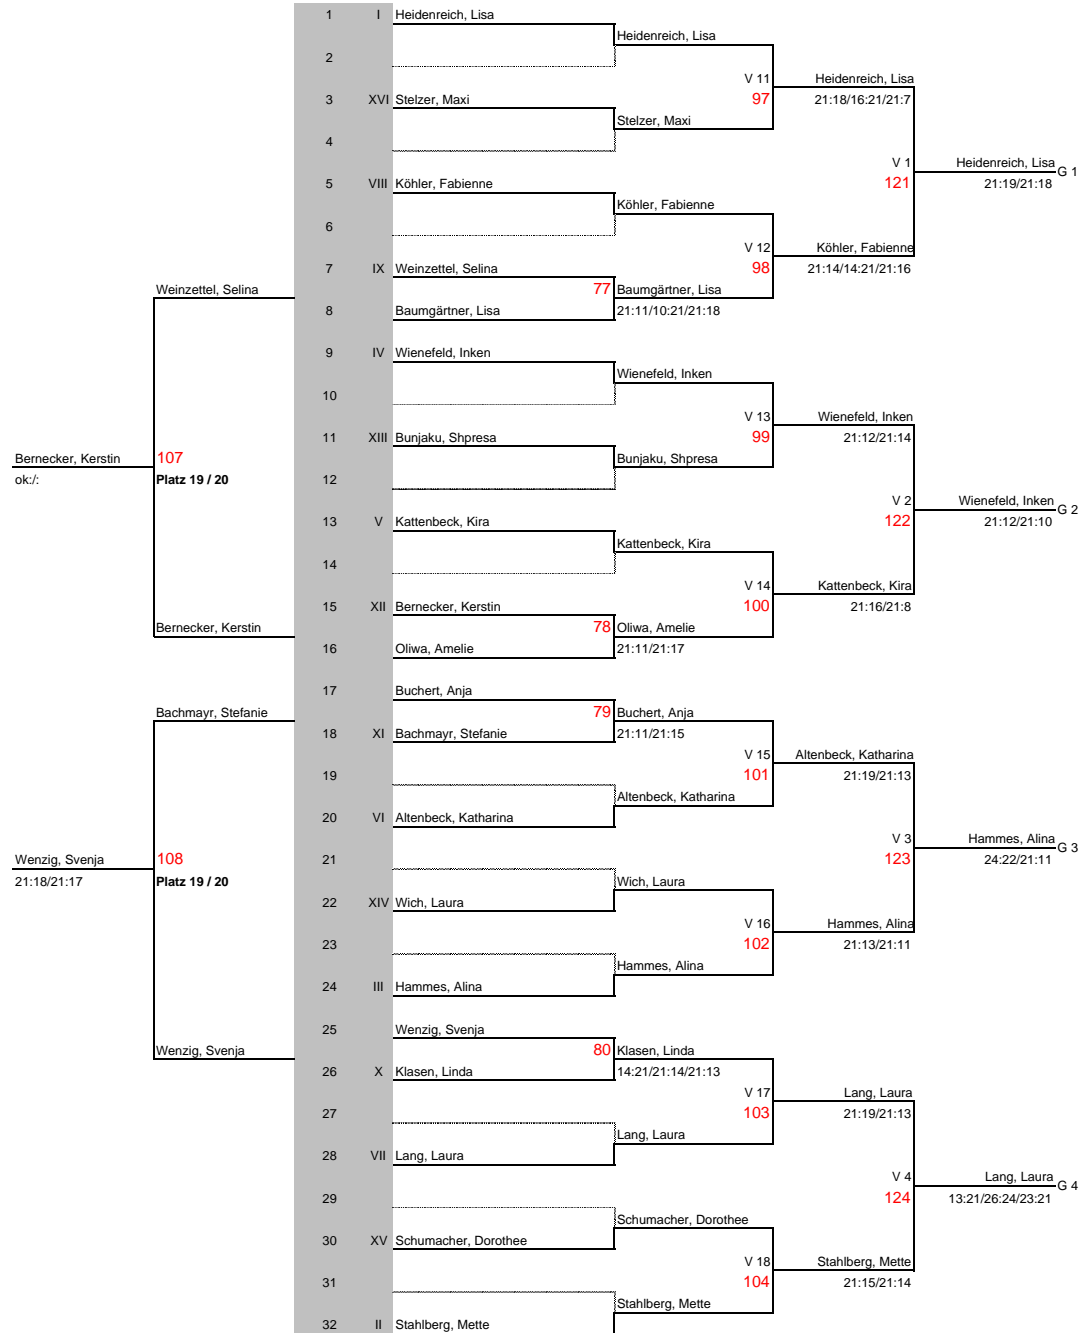 1 I Heidenreich, Lisa
Heidenreich, Lisa
2
V 11 Heidenreich, Lisa
3 XVI Stelzer, Maxi 97 21:18/16:21/21:7
Stelzer, Maxi
4
V 1 Heidenreich, Lisa G 1
5 VIII Köhler, Fabienne 121 21:19/21:18
Köhler, Fabienne
6
V 12 Köhler, Fabienne
7 IX Weinzettel, Selina 98 21:14/14:21/21:16
Weinzettel, Selina 77 Baumgärtner, Lisa
8 Baumgärtner, Lisa 21:11/10:21/21:18
9 IV Wienefeld, Inken
Wienefeld, Inken
10
V 13 Wienefeld, Inken
11 XIII Bunjaku, Shpresa 99 21:12/21:14
Bernecker, Kerstin 107 Bunjaku, Shpresa
ok:/: Platz 19 / 20 12
V 2 Wienefeld, Inken G 2
13 V Kattenbeck, Kira 122 21:12/21:10
Kattenbeck, Kira
14
V 14 Kattenbeck, Kira
15 XII Bernecker, Kerstin 100 21:16/21:8
Bernecker, Kerstin 78 Oliwa, Amelie
16 Oliwa, Amelie 21:11/21:17
17 Buchert, Anja
Bachmayr, Stefanie 79 Buchert, Anja
18 XI Bachmayr, Stefanie 21:11/21:15
V 15 Altenbeck, Katharina
19 101 21:19/21:13
Altenbeck, Katharina
20 VI Altenbeck, Katharina
V 3 Hammes, Alina G 3
Wenzig, Svenja 108 21 123 24:22/21:11
21:18/21:17 Platz 19 / 20 Wich, Laura
22 XIV Wich, Laura
V 16 Hammes, Alina
23 102 21:13/21:11
Hammes, Alina
24 III Hammes, Alina
25 Wenzig, Svenja
Wenzig, Svenja 80 Klasen, Linda
26 X Klasen, Linda 14:21/21:14/21:13
V 17 Lang, Laura
27 103 21:19/21:13
Lang, Laura
28 VII Lang, Laura
V 4 Lang, Laura G 4
29 124 13:21/26:24/23:21
Schumacher, Dorothee
30 XV Schumacher, Dorothee
V 18 Stahlberg, Mette
31 104 21:15/21:14
Stahlberg, Mette
32 II Stahlberg, Mette